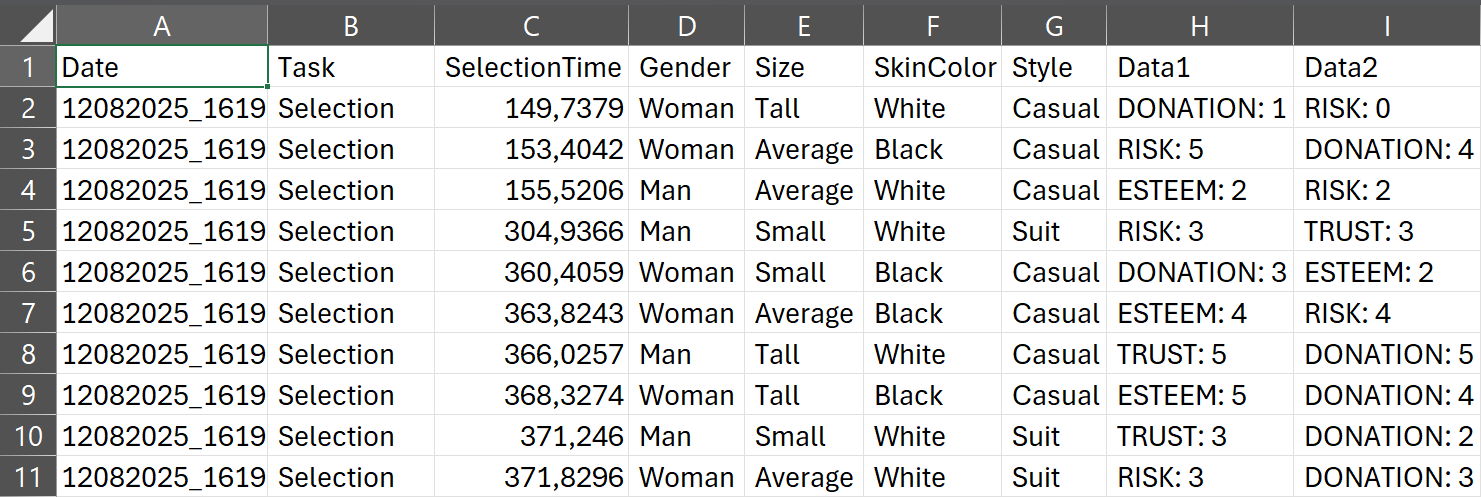 A B C D E F G H I
1 Date Task SelectionTime Gender Size SkinColor Style Data1 Data2
2 12082025_1619 Selection 149,7379 Woman Tall White Casual DONATION: 1 RISK: 0
3 12082025_1619 Selection 153,4042 Woman Average Black Casual RISK: 5 DONATION: 4
4 12082025_1619 Selection 155,5206 Man Average White Casual ESTEEM: 2 RISK: 2
5 12082025_1619 Selection 304,9366 Man Small White Suit RISK: 3 TRUST: 3
6 12082025_1619 Selection 360,4059 Woman Small Black Casual DONATION: 3 ESTEEM: 2
7 12082025_1619 Selection 363,8243 Woman Average Black Casual ESTEEM: 4 RISK: 4
8 12082025_1619 Selection 366,0257 Man Tall White Casual TRUST: 5 DONATION: 5
9 12082025_1619 Selection 368,3274 Woman Tall Black Casual ESTEEM: 5 DONATION: 4
10 12082025_1619 Selection 371,246 Man Small White Suit TRUST: 3 DONATION: 2
11 12082025_1619 Selection 371,8296 Woman Average White Suit RISK: 3 DONATION: 3